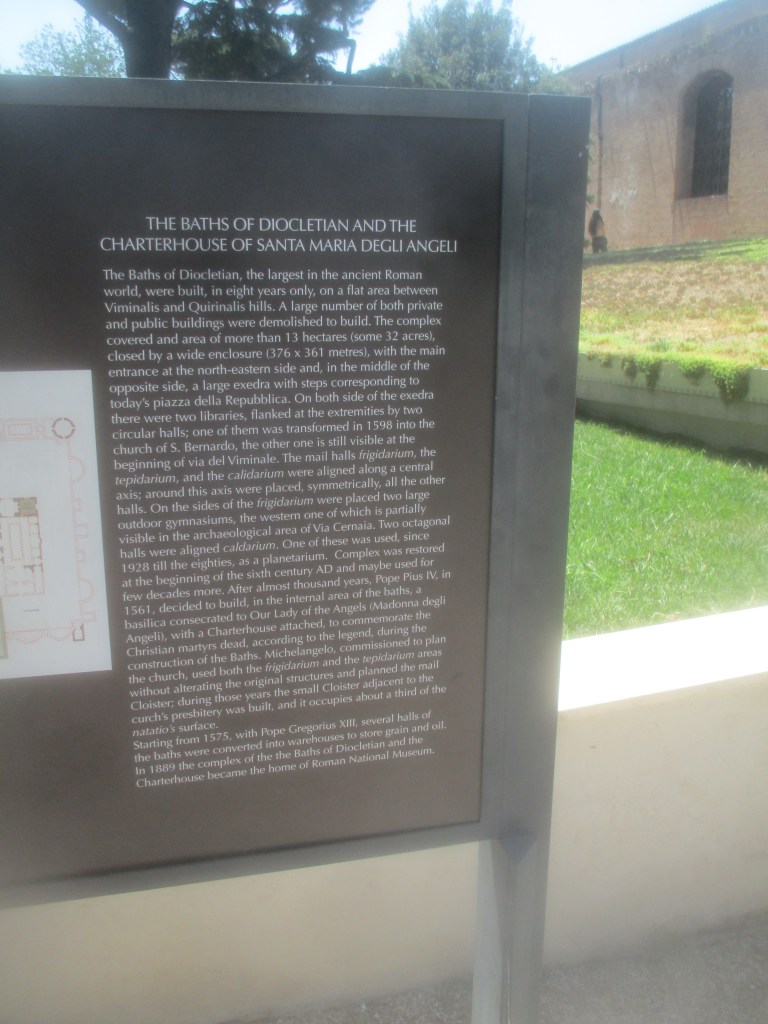 THE BATHS OF DIOCLETIAN AND THE
CHARTERHOUSE OF SANTA MARIA DEGLI ANGELI
The Baths of Diocletian, the largest in the ancient Roman
world, were built, in eight years only, on a flat area between
Viminalis and Quirinalis hills. A large number of both private
and public buildings were demolished to build. The complex
covered and area of more than 13 hectares (some 32 acres),
closed by a wide enclosure (376 x 361 metres), with the main
entrance at the north-eastern side and, in the middle of the
opposite side, a large exedra with steps corresponding to
today's piazza della Repubblica. On both side of the exedra
there were two libraries, flanked at the extremities by two
circular halls; one of them was transformed in 1598 into the
church of S. Bernardo, the other one is still visible at the
beginning of via del Viminale. The mail halls frigidarium, the
tepidarium, and the calidarium were aligned along a central
axis; around this axis were placed, symmetrically, all the other
halls. On the sides of the frigidarium were placed two large
outdoor gymnasiums, the western one of which is partially
visible in the archaeological area of Via Cernaia. Two octagonal
halls were aligned caldarium. One of these was used, since
1928 till the eighties, as a planetarium. Complex was restored
at the beginning of the sixth century AD and maybe used for
few decades more. After almost thousand years, Pope Pius IV, in
1561, decided to build, in the internal area of the baths, a
basilica consecrated to Our Lady of the Angels (Madonna degli
Angeli), with a Charterhouse attached, to commemorate the
Christian martyrs dead, according to the legend, during the
construction of the Baths. Michelangelo, commissioned to plan
the church, used both the frigidarium and the tepidarium areas
without alterating the original structures and planned the mail
Cloister; during those years the small Cloister adjacent to the
curch's presbitery was built, and it occupies about a third of the
natatio's surface.
Starting from 1575, with Pope Gregorius XIII, several halls of
the baths were converted into warehouses to store grain and oil.
In 1889 the complex of the the Baths of Diocletian and the
Charterhouse became the home of Roman National Museum.